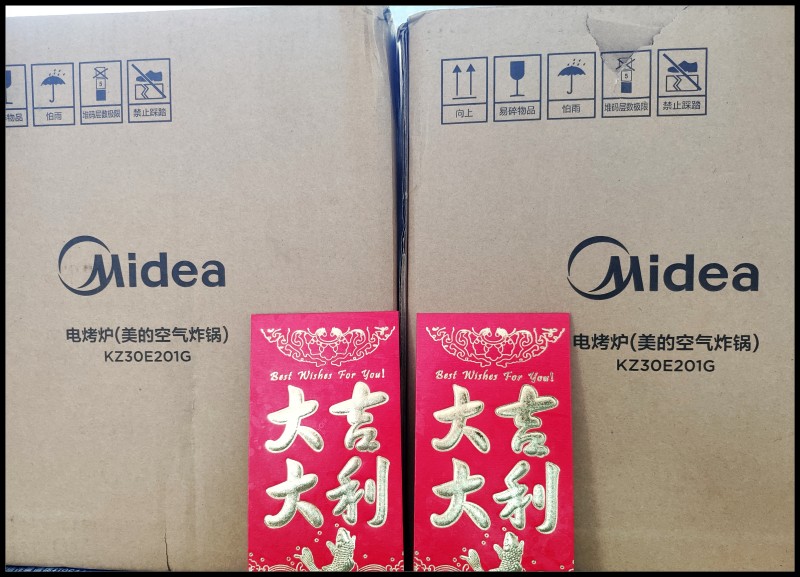 物品
怕雨
堆码层数极限
禁止踩踏
Midea
电烤炉(美的空气炸锅)
KZ30E201G
向上
易碎物品
怕雨
堆码层数极限
禁止踩踏
Midea
电烤炉(美的空气炸锅)
KZ30E201G
Best Wishes For You!
大吉
大利
Best Wishes For You!
大吉
大利